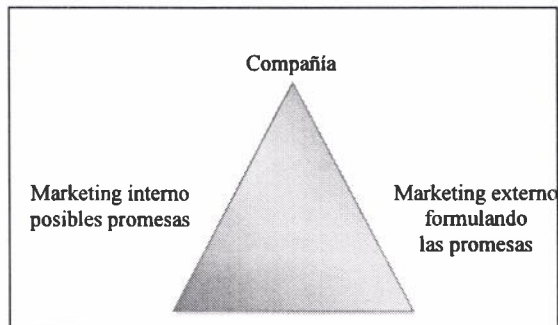 Compañía
Marketing interno
posibles promesas
Marketing externo
formulando
las promesas